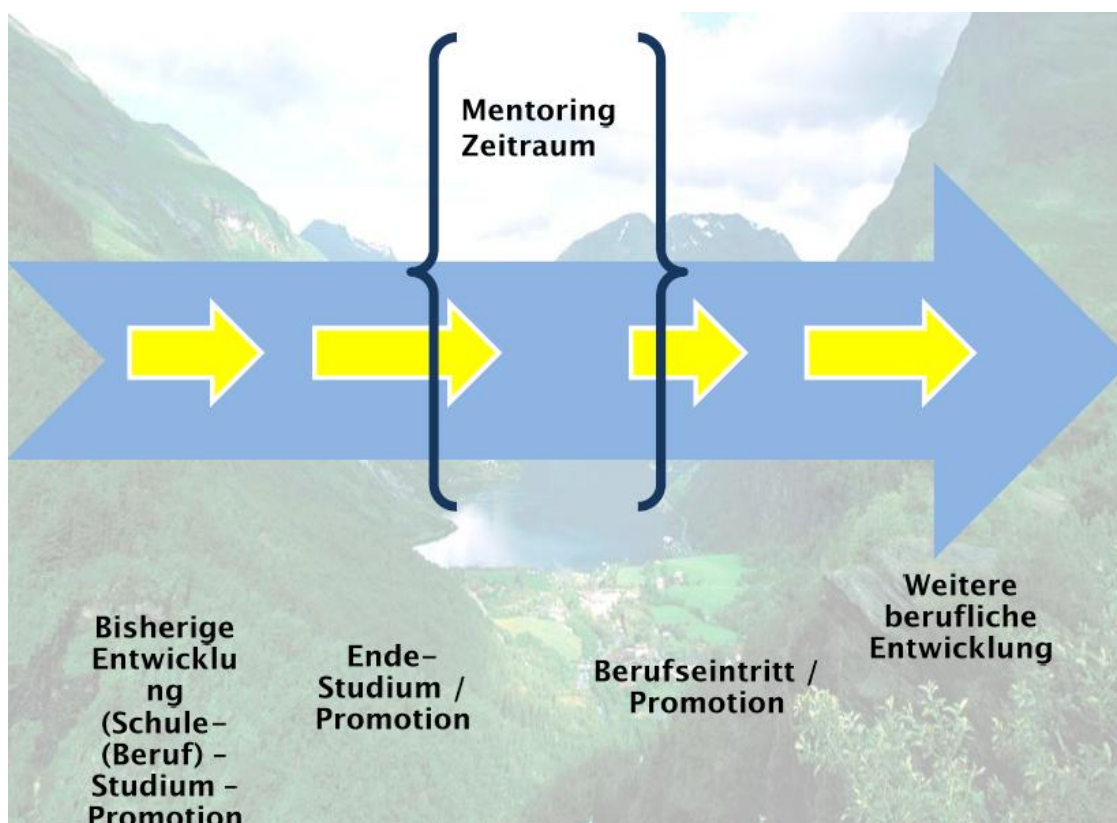 Mentoring
Zeitraum
Bisherige
Entwicklu
ng
(Schule–
(Beruf) –
Studium –
Promotion
Ende–
Studium /
Promotion
Berufseintritt /
Promotion
Weitere
berufliche
Entwicklung